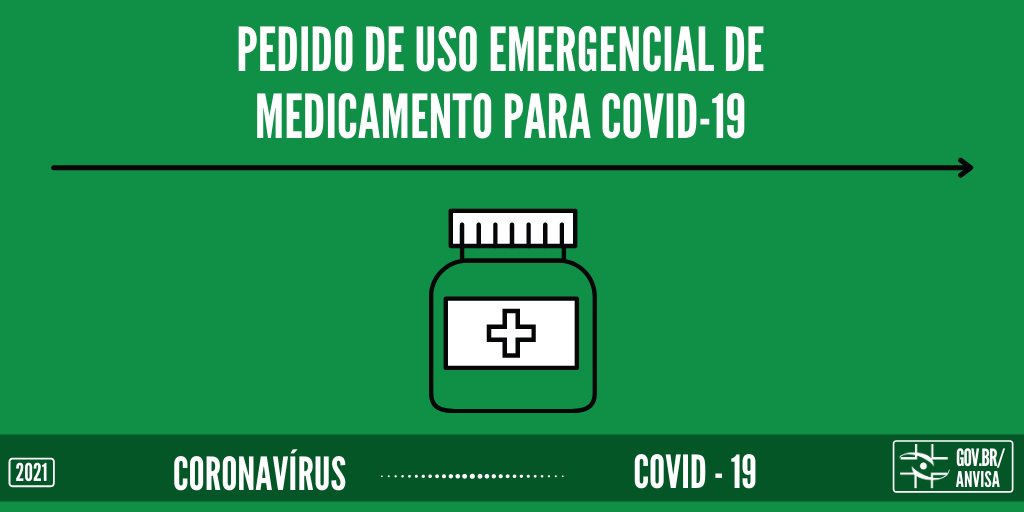 PEDIDO DE USO EMERGENCIAL DE
MEDICAMENTO PARA COVID-19
2021
CORONAVÍRUS
COVID - 19
GOV.BR/
ANVISA